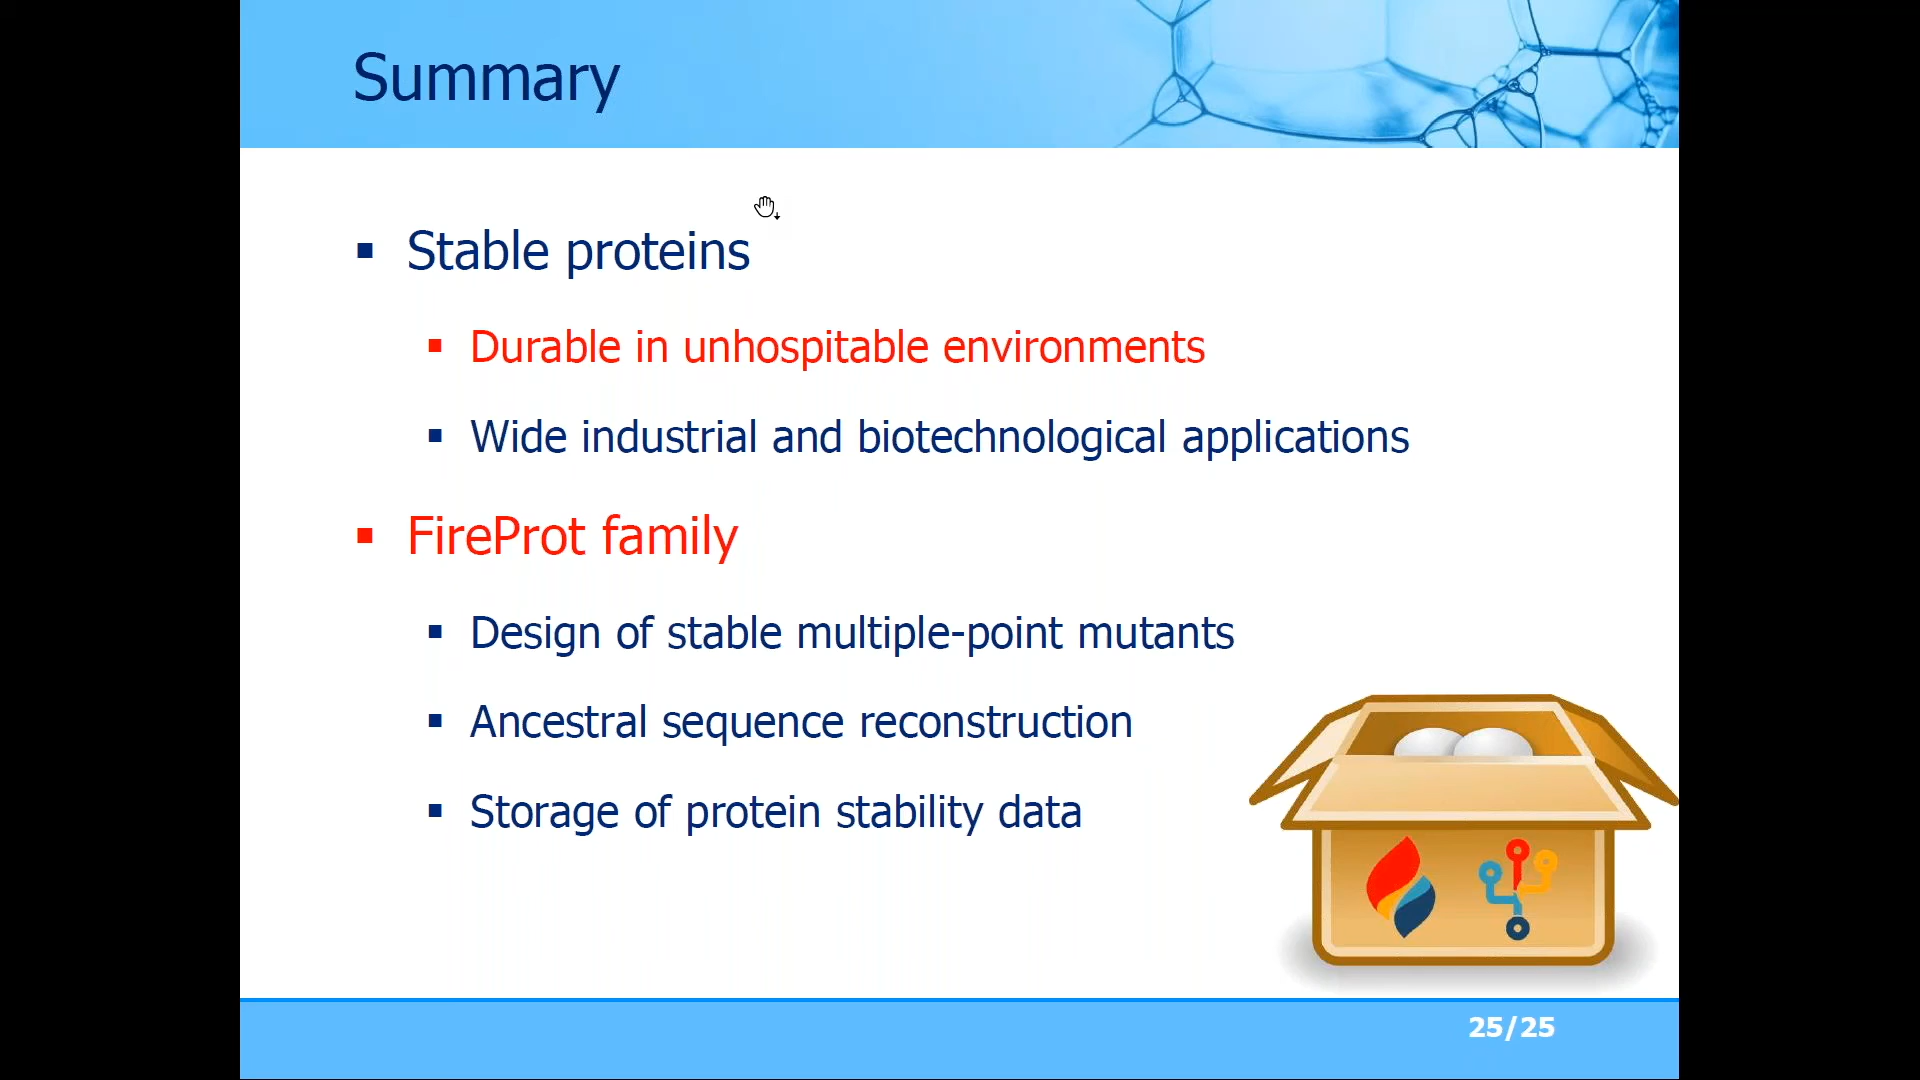 Summary
▪ Stable proteins
▪ Durable in unhospitable environments
▪ Wide industrial and biotechnological applications
▪ FireProt family
▪ Design of stable multiple-point mutants
▪ Ancestral sequence reconstruction
▪ Storage of protein stability data
25/25